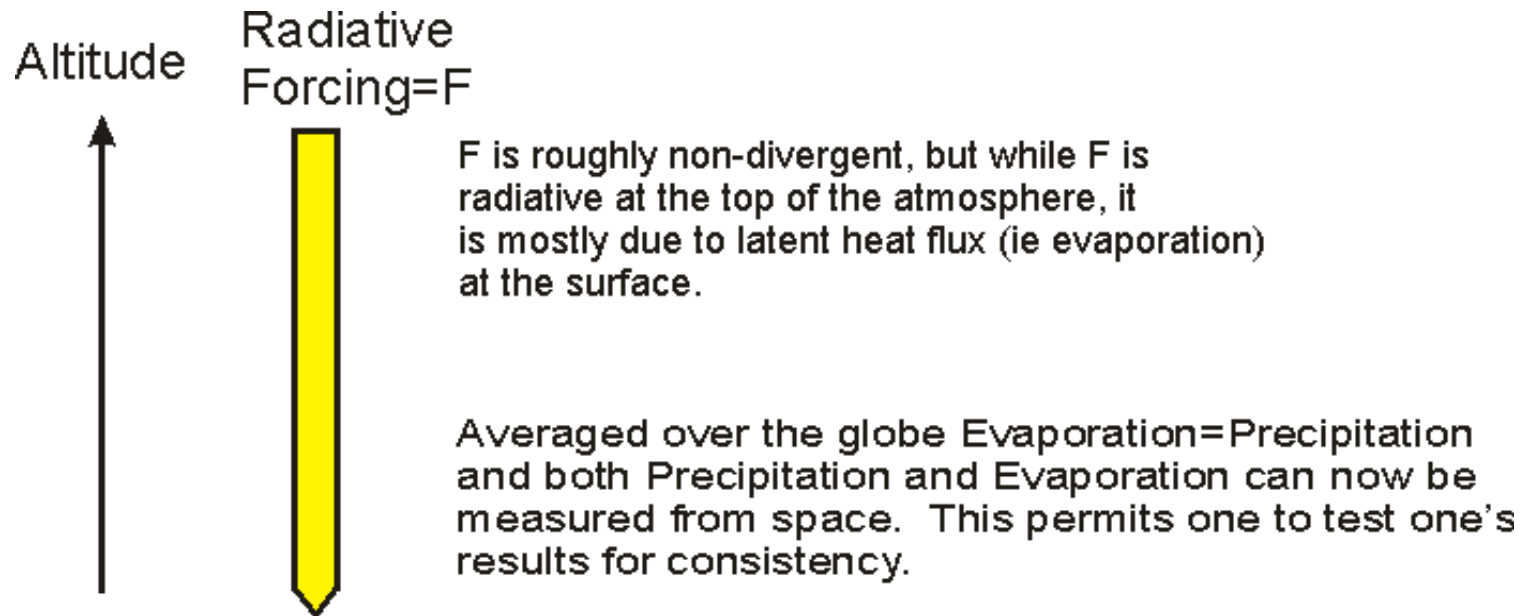 Altitude
Radiative
Forcing=F
F is roughly non-divergent, but while F is
radiative at the top of the atmosphere, it
is mostly due to latent heat flux (ie evaporation)
at the surface.
Averaged over the globe Evaporation=Precipitation
and both Precipitation and Evaporation can now be
measured from space.  This permits one to test one's
results for consistency.